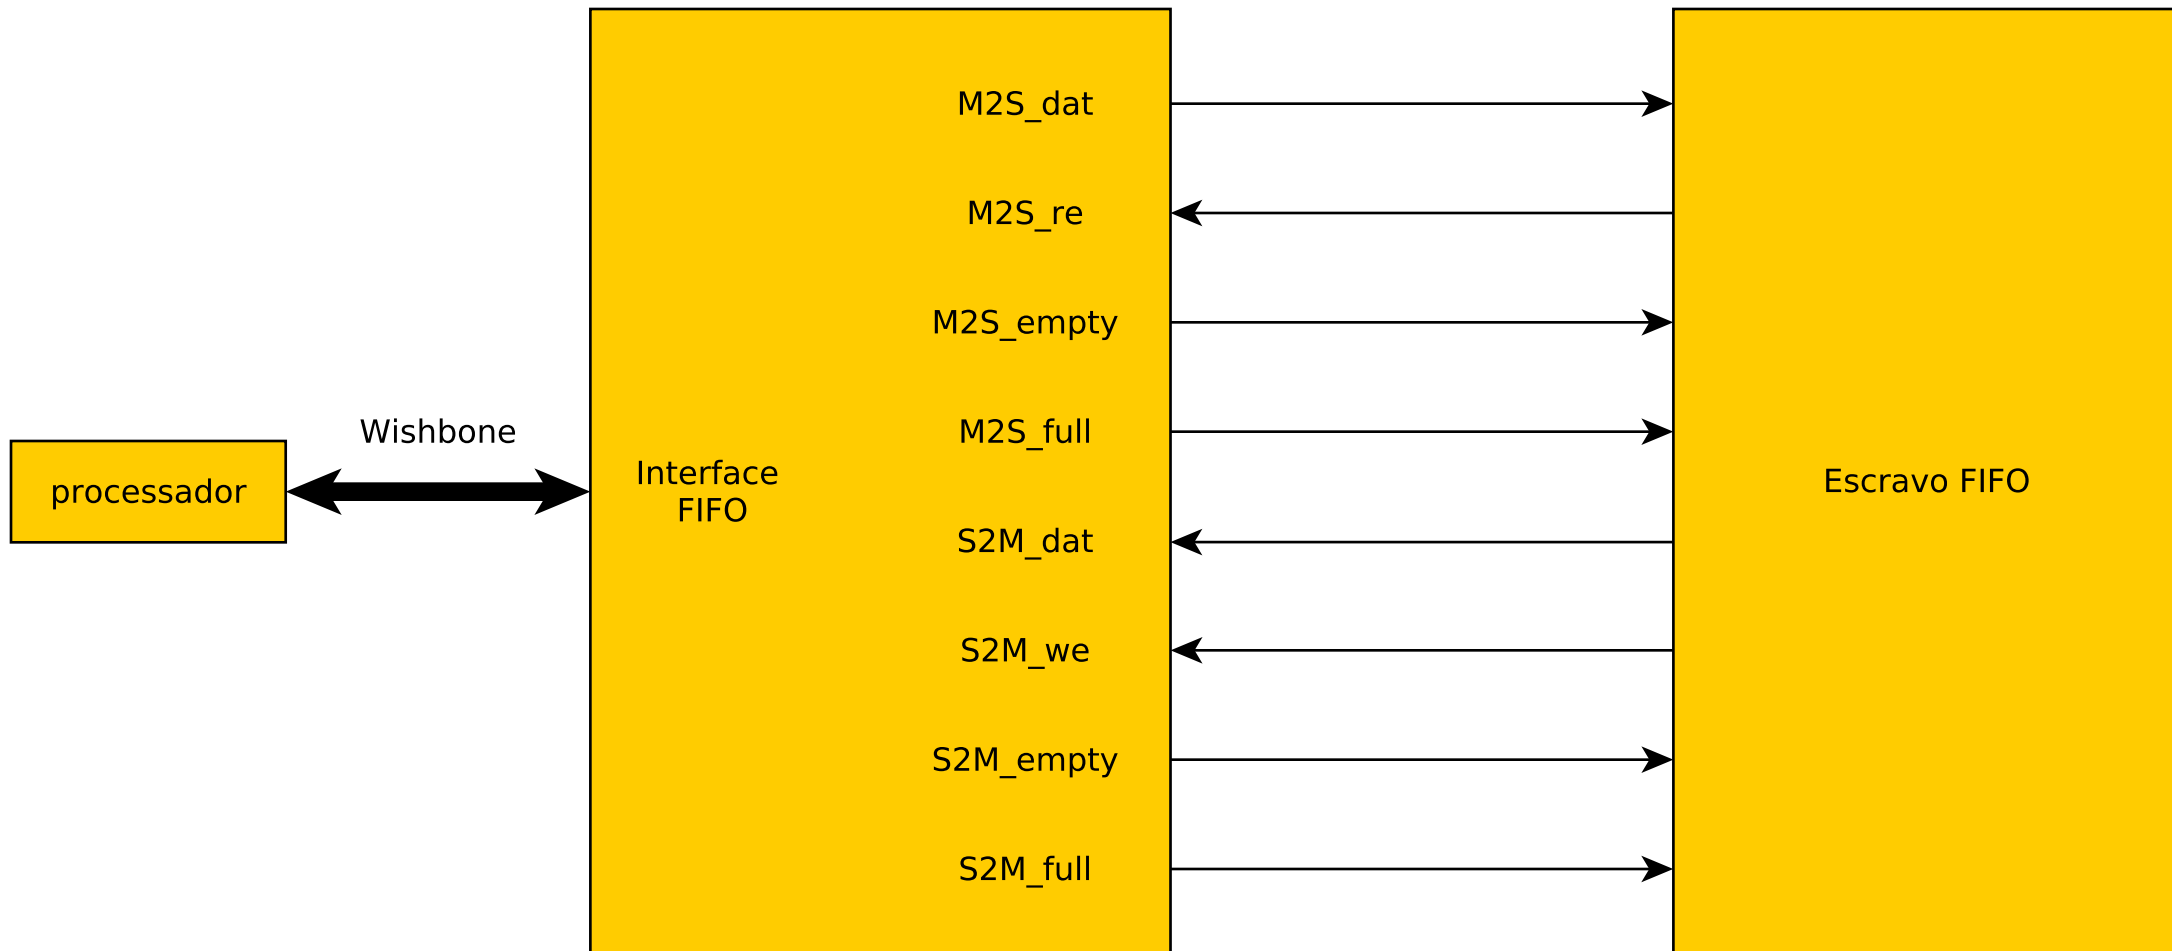 processador
Wishbone
Interface
FIFO
M2S_dat
M2S_re
M2S_empty
M2S_full
S2M_dat
S2M_we
S2M_empty
S2M_full
Escravo FIFO